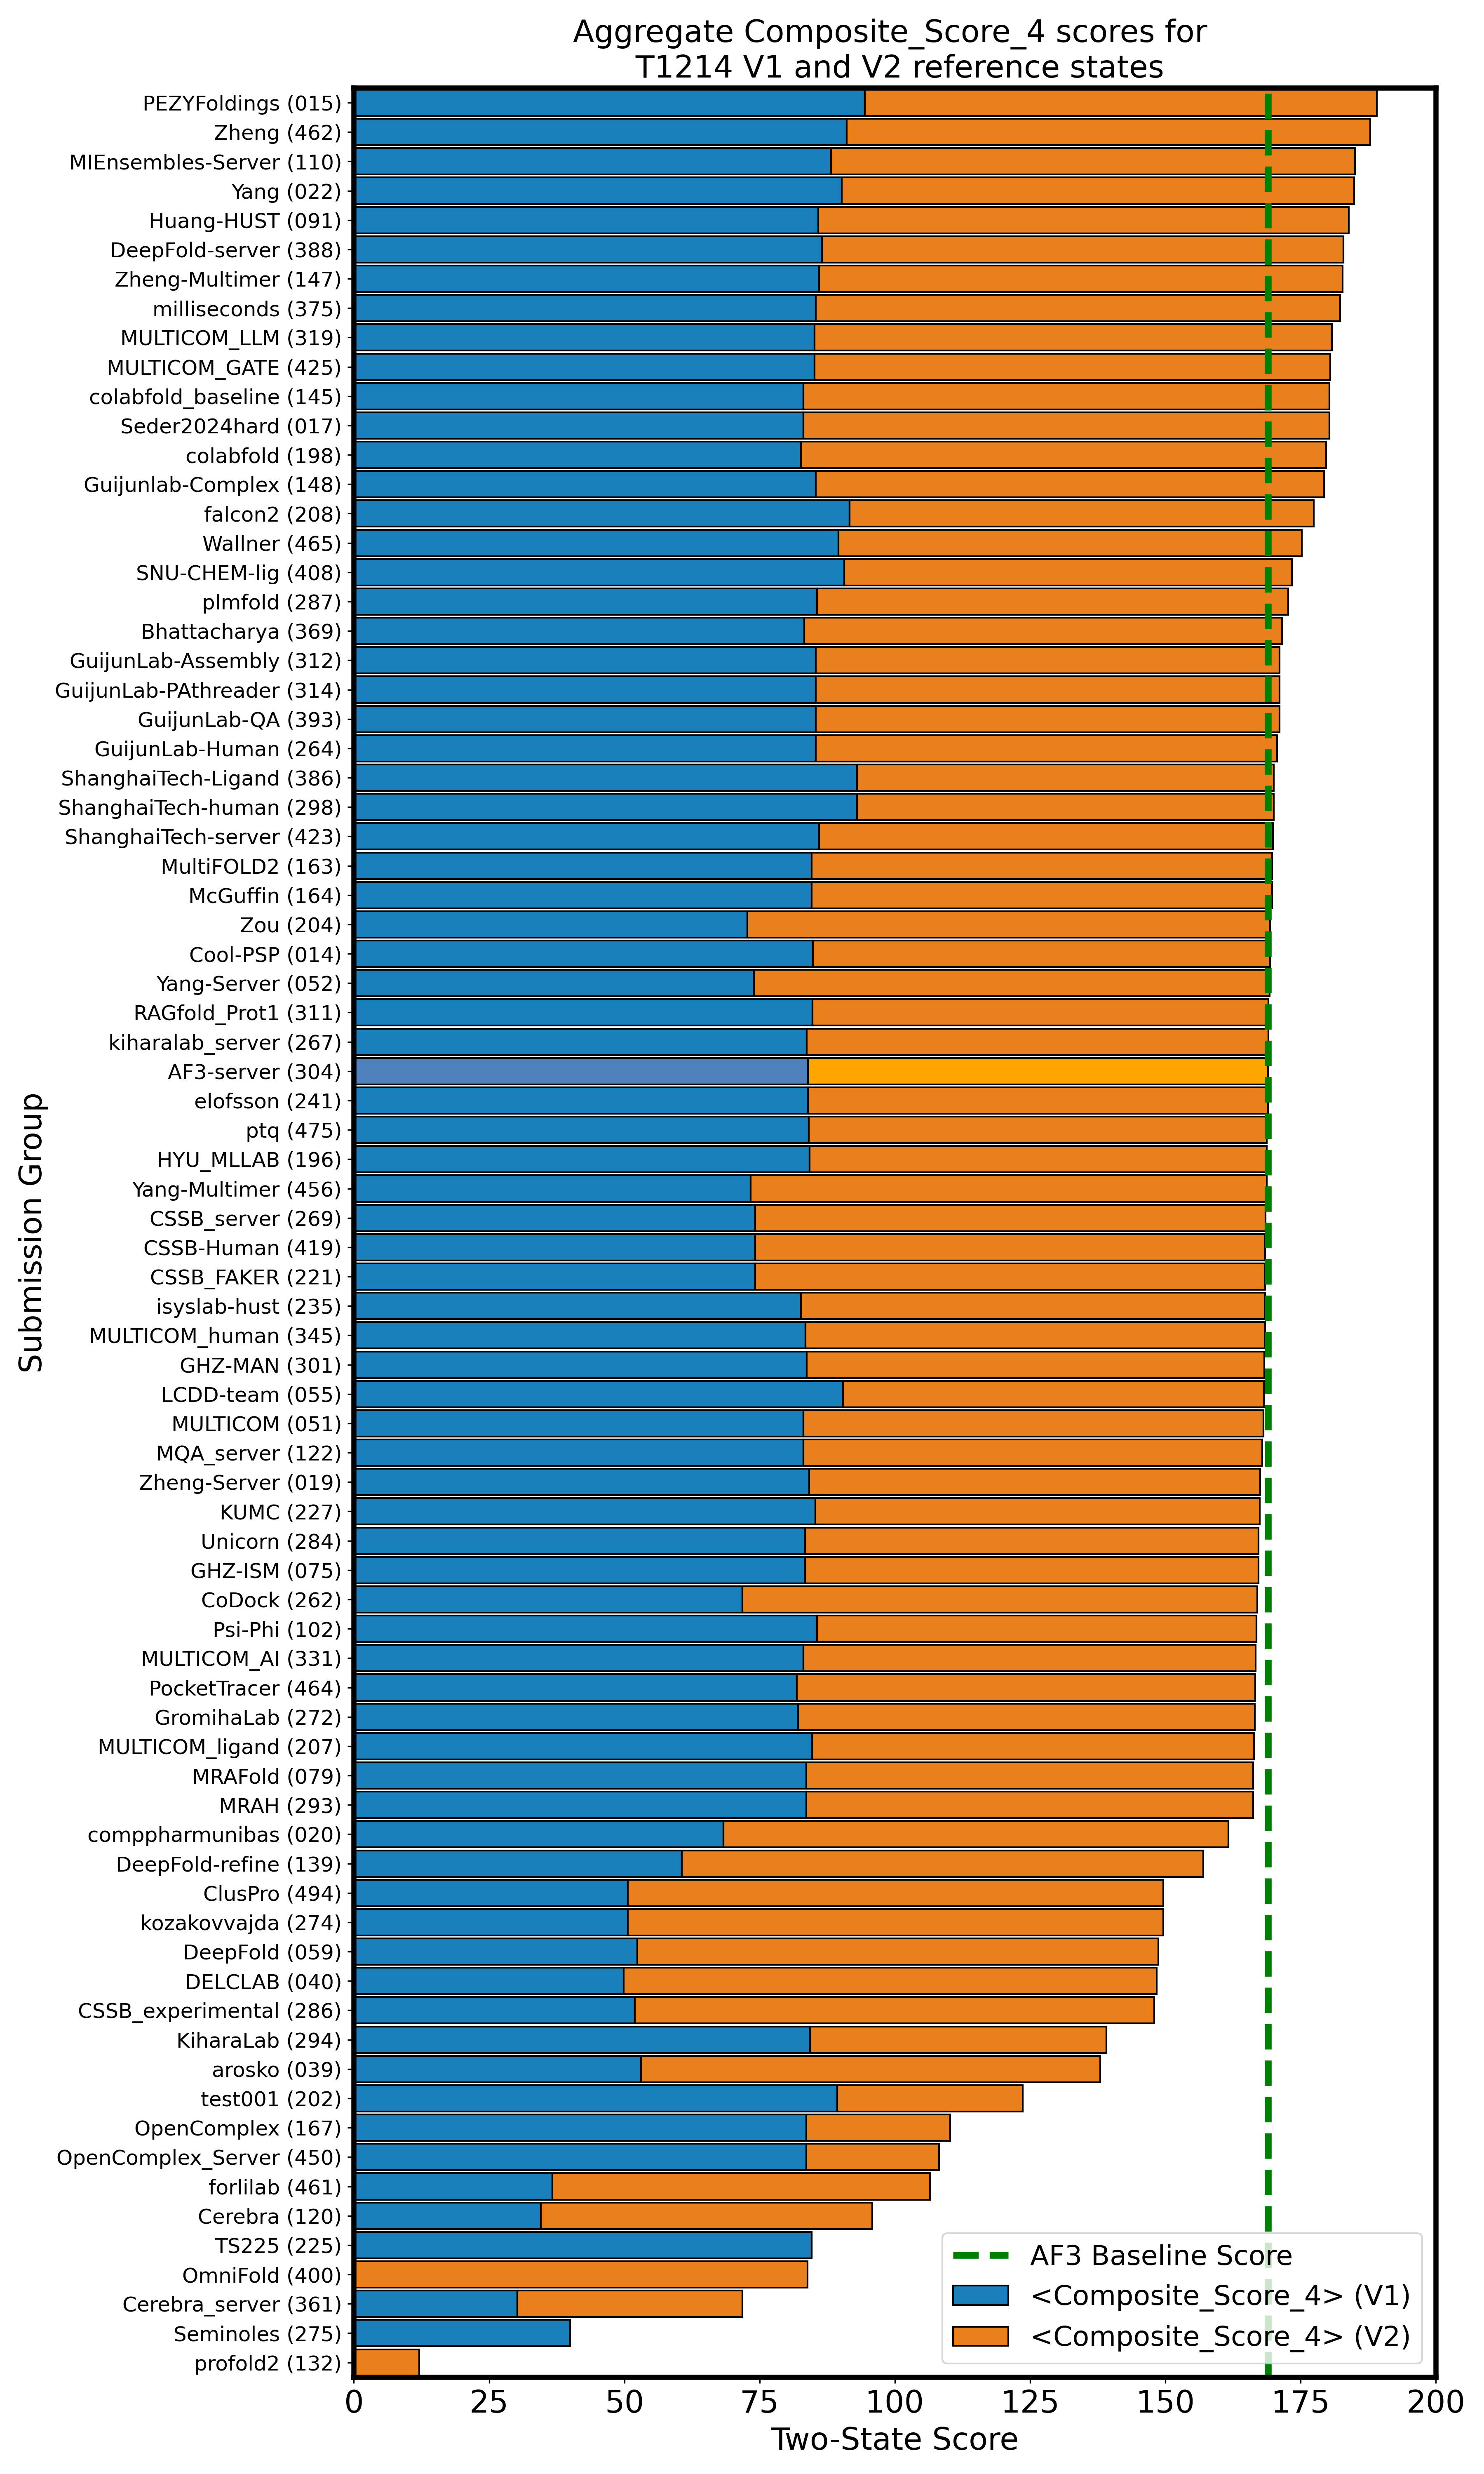 Aggregate Composite_Score_4 scores for
T1214 V1 and V2 reference states
PEZYFoldings (015)
Zheng (462)
MIEnsembles-Server (110)
Yang (022)
Huang-HUST (091)
DeepFold-server (388)
Zheng-Multimer (147)
milliseconds (375)
MULTICOM_LLM (319)
MULTICOM_GATE (425)
colabfold_baseline (145)
Seder2024hard (017)
colabfold (198)
Guijunlab-Complex (148)
falcon2 (208)
Wallner (465)
SNU-CHEM-lig (408)
plmfold (287)
Bhattacharya (369)
GuijunLab-Assembly (312)
GuijunLab-PAthreader (314)
GuijunLab-QA (393)
GuijunLab-Human (264)
ShanghaiTech-Ligand (386)
ShanghaiTech-human (298)
ShanghaiTech-server (423)
MultiFOLD2 (163)
McGuffin (164)
Zou (204)
Cool-PSP (014)
Yang-Server (052)
RAGfold_Prot1 (311)
kiharalab_server (267)
AF3-server (304)
elofsson (241)
ptq (475)
HYU_MLLAB (196)
Yang-Multimer (456)
CSSB_server (269)
CSSB-Human (419)
CSSB_FAKER (221)
isyslab-hust (235)
MULTICOM_human (345)
GHZ-MAN (301)
LCDD-team (055)
MULTICOM (051)
MQA_server (122)
Zheng-Server (019)
KUMC (227)
Unicorn (284)
GHZ-ISM (075)
CoDock (262)
Psi-Phi (102)
MULTICOM_AI (331)
PocketTracer (464)
GromihaLab (272)
MULTICOM_ligand (207)
MRAFold (079)
MRAH (293)
comppharmunibas (020)
DeepFold-refine (139)
ClusPro (494)
kozakovvajda (274)
DeepFold (059)
DELCLAB (040)
CSSB_experimental (286)
KiharaLab (294)
arosko (039)
test001 (202)
OpenComplex (167)
OpenComplex_Server (450)
forlilab (461)
Cerebra (120)
TS225 (225)
OmniFold (400)
Cerebra_server (361)
Seminoles (275)
profold2 (132)
Submission Group
AF3 Baseline Score
<Composite_Score_4> (V1)
<Composite_Score_4> (V2)
0 25 50 75 100 125 150 175 200
Two-State Score